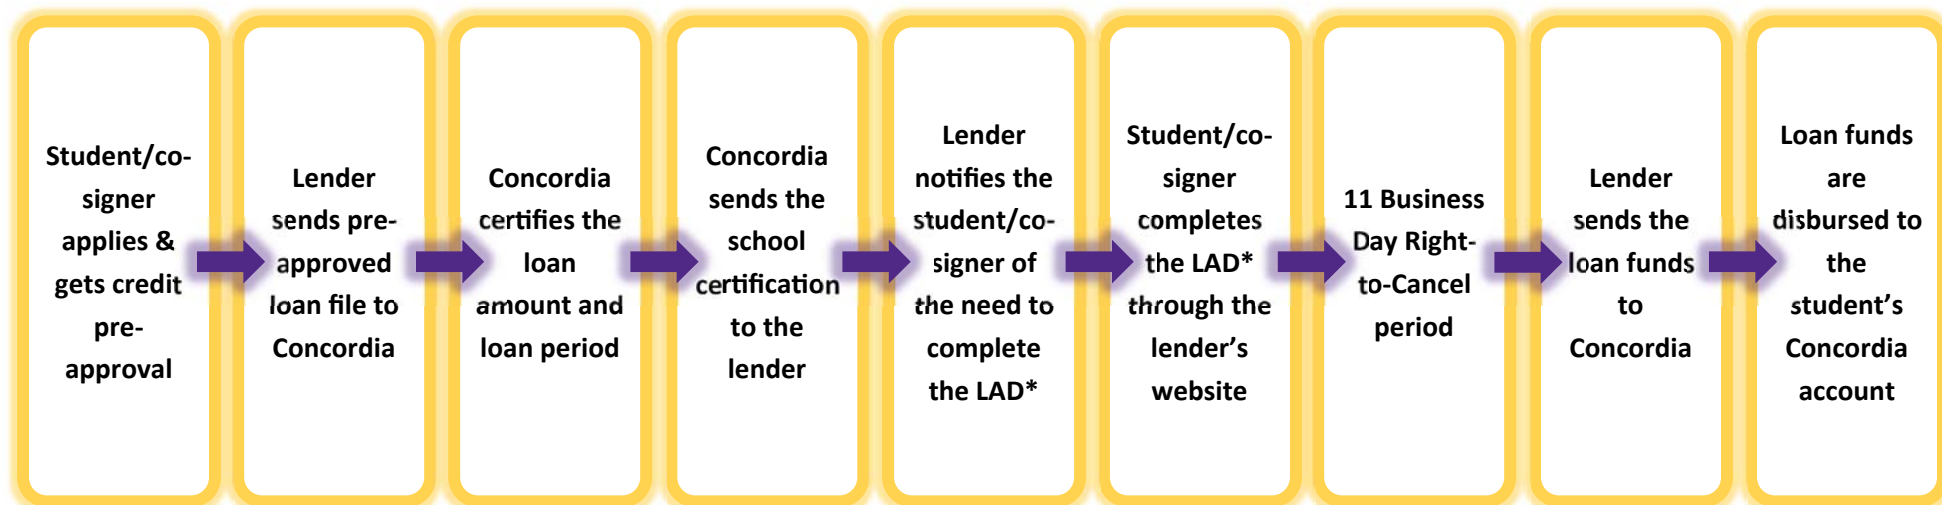 Student/co-
signer
applies &
gets credit
pre-
approval
Lender
sends pre-
approved
loan file to
Concordia
Concordia
certifies the
loan
amount and
loan period
Concordia
sends the
school
certification
to the
lender
Lender
notifies the
student/co-
signer of
the need to
complete
the LAD*
Student/co-
signer
completes
the LAD*
through the
lender’s
website
11 Business
Day Right-
to-Cancel
period
Lender
sends the
loan funds
to
Concordia
Loan funds
are
disbursed to
the
student’s
Concordia
account